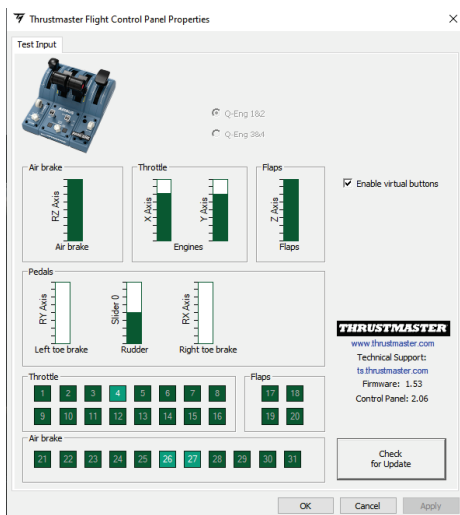 Thrustmaster Flight Control Panel Properties
Test Input
Q-Eng 1&2
Q-Eng 3&4
Air brake
Throttle
Flaps
RZ Axis
X Axis
Y Axis
Z Axis
Enable virtual buttons
Air brake
Engines
Flaps
Pedals
RY Axis
Slider 0
RX Axis
Left toe brake
Rudder
Right toe brake
THRUSTMASTER
www.thrustmaster.com
Technical Support:
ts.thrustmaster.com
Firmware: 1.53
Control Panel: 2.06
Throttle
1 2 3 4 5 6 7 8
9 10 11 12 13 14 15 16
Flaps
17 18
19 20
Air brake
21 22 23 24 25 26 27 28 29 30 31
Check
for Update
OK
Cancel
Apply